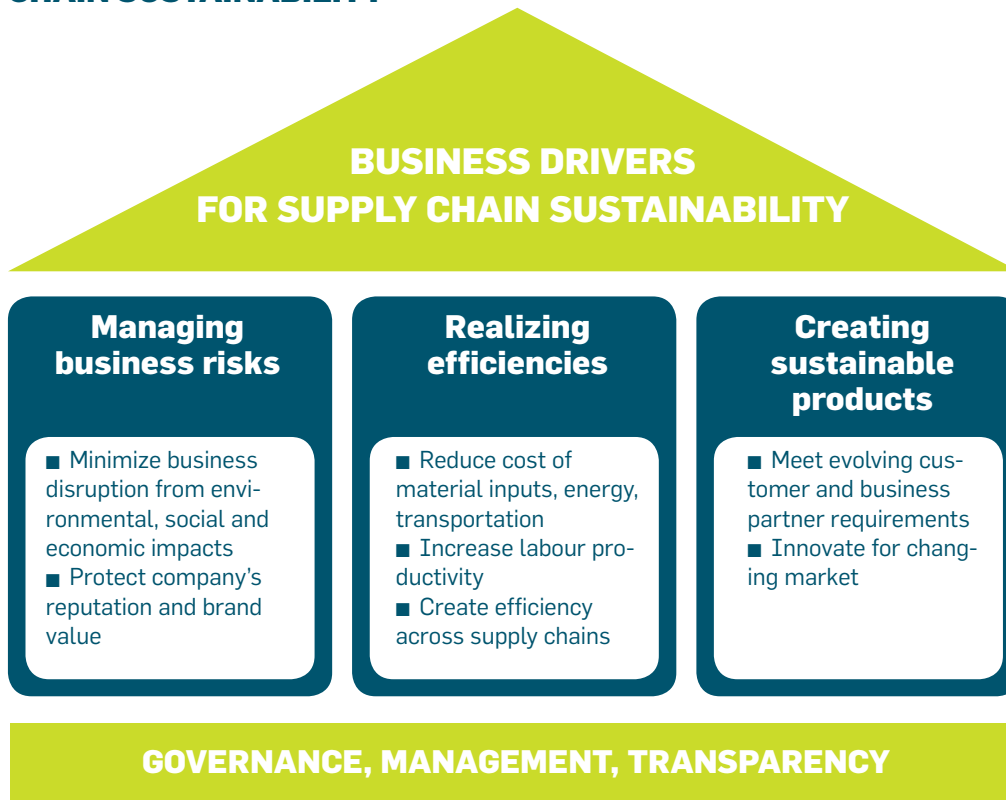 CHAIN SUSTAINABILITY
BUSINESS DRIVERS
FOR SUPPLY CHAIN SUSTAINABILITY
Managing
business risks
■ Minimize business
disruption from envi-
ronmental, social and
economic impacts
■ Protect company’s
reputation and brand
value
Realizing
efficiencies
■ Reduce cost of
material inputs, energy,
transportation
■ Increase labour pro-
ductivity
■ Create efficiency
across supply chains
Creating
sustainable
products
■ Meet evolving cus-
tomer and business
partner requirements
■ Innovate for chang-
ing market
GOVERNANCE, MANAGEMENT, TRANSPARENCY